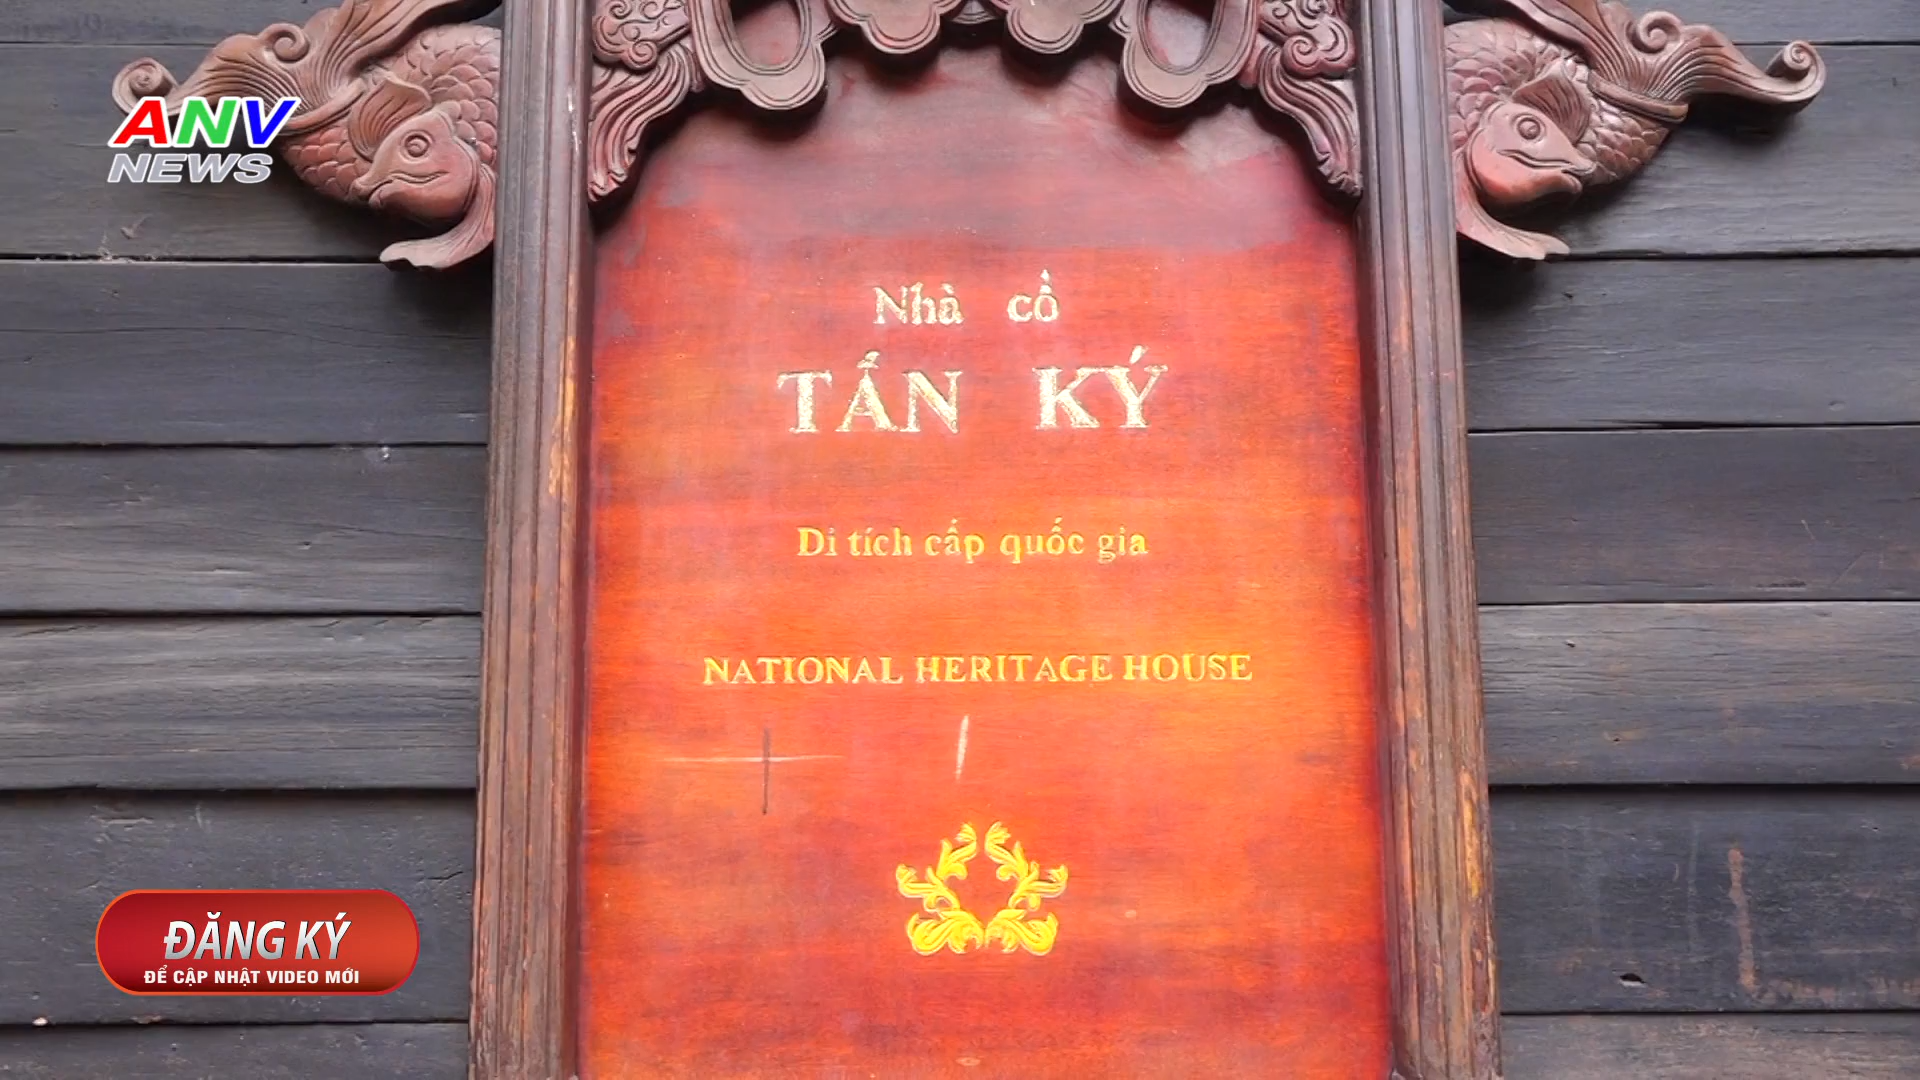 ANV
NEWS
Nhà cổ
TẤN KÝ
Di tích cấp quốc gia
NATIONAL HERITAGE HOUSE
ĐĂNG KÝ
ĐỂ CẬP NHẬT VIDEO MỚI